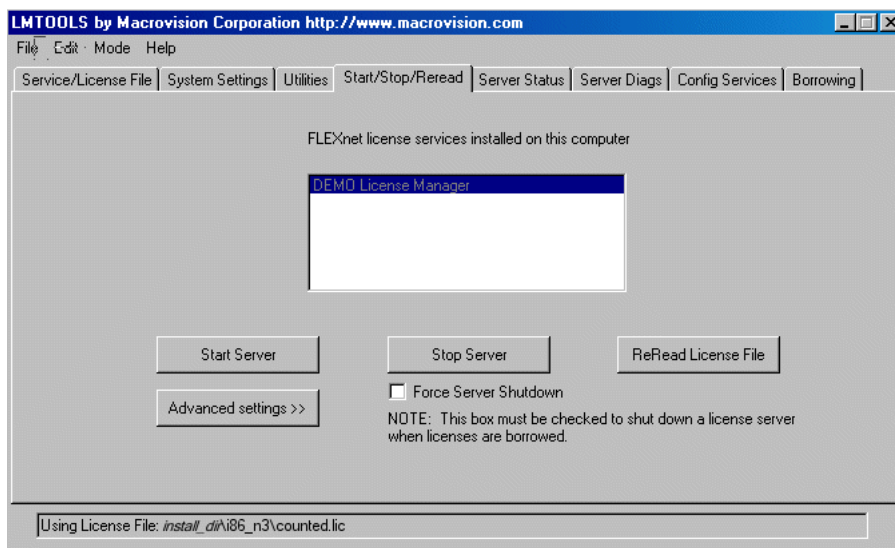 LMTOOLS by Macrovision Corporation http://www.macrovision.com
File Edit Mode Help
Service/License File System Settings Utilities Start/Stop/Reread Server Status Server Diags Config Services Borrowing
FLEXnet license services installed on this computer
DEMO License Manager
Start Server Stop Server ReRead License File
Force Server Shutdown
Advanced settings >>
NOTE: This box must be checked to shut down a license server
when licenses are borrowed.
Using License File: install_dir\i86_n3\counted.lic